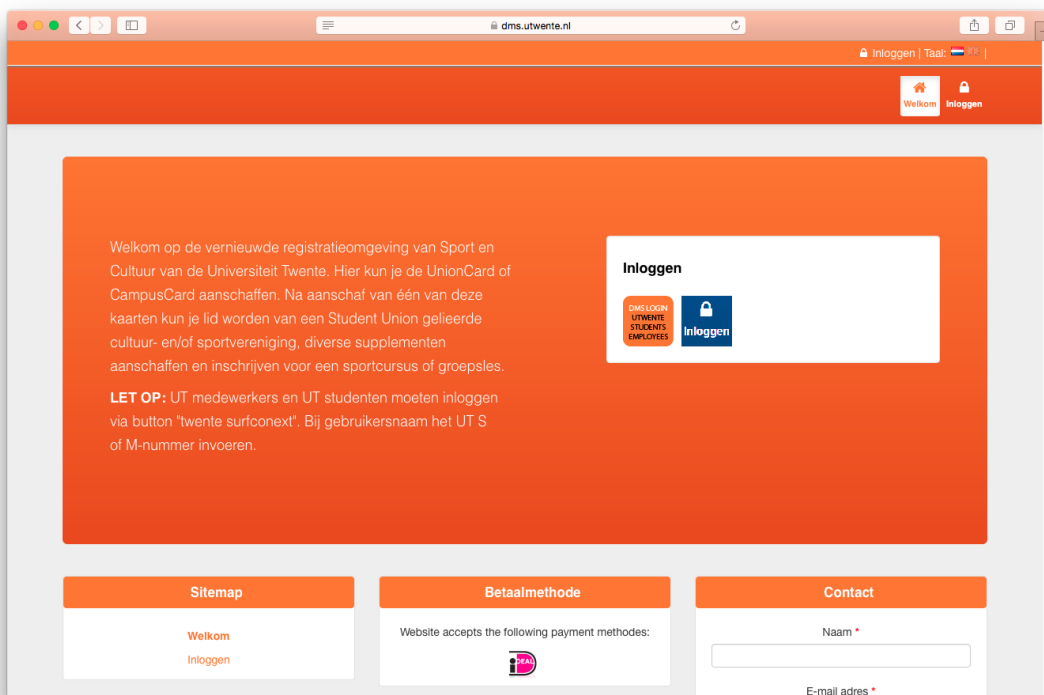 dms.utwente.nl
Inloggen | Taal: |
Welkom
Inloggen
Welkom op de vernieuwde registratieomgeving van Sport en
Cultuur van de Universiteit Twente. Hier kun je de UnionCard of
CampusCard aanschaffen. Na aanschaf van één van deze
kaarten kun je lid worden van een Student Union gelieerde
cultuur- en/of sportvereniging, diverse supplementen
aanschaffen en inschrijven voor een sportcursus of groepsles.
LET OP: UT medewerkers en UT studenten moeten inloggen
via button "twente surfconext". Bij gebruikersnaam het UT S
of M-nummer invoeren.
Inloggen
DMS LOGIN
UTWENTE
STUDENTS
EMPLOYEES
Inloggen
Sitemap
Welkom
Inloggen
Betaalmethode
Website accepts the following payment methodes:
iDEAL
Contact
Naam *
E-mail adres *